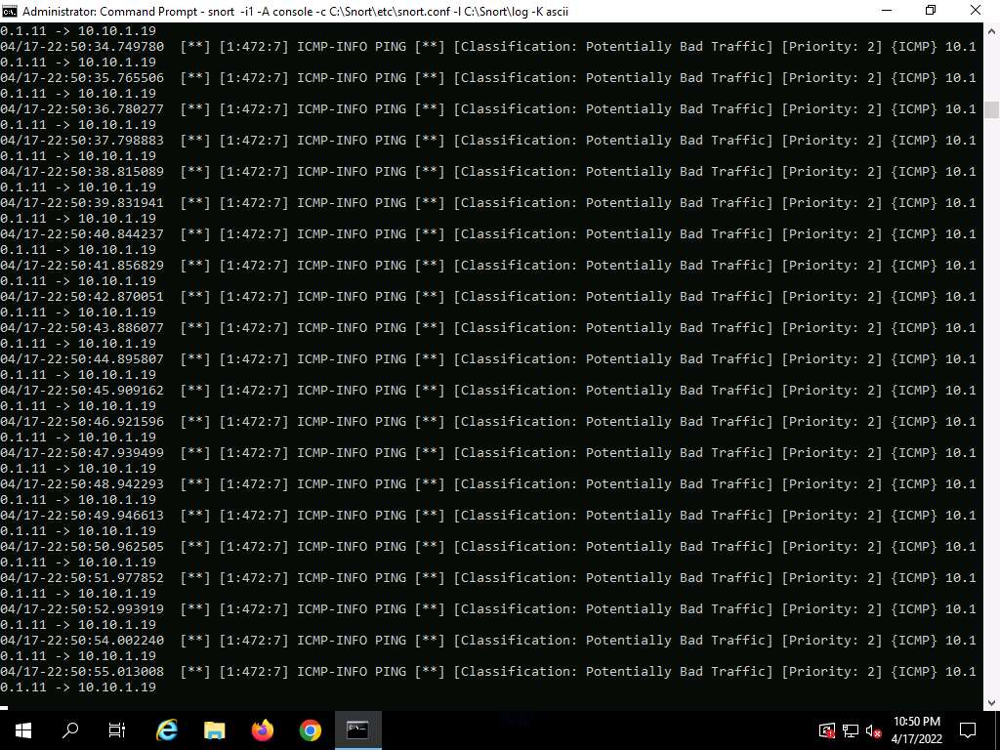 Administrator: Command Prompt - snort -i1 -A console -c C:\Snort\etc\snort.conf -l C:\Snort\log -K ascii
0.1.11 -> 10.10.1.19
04/17-22:50:34.749780 [**] [1:472:7] ICMP-INFO PING [**] [Classification: Potentially Bad Traffic] [Priority: 2] {ICMP} 10.1
0.1.11 -> 10.10.1.19
04/17-22:50:35.765506 [**] [1:472:7] ICMP-INFO PING [**] [Classification: Potentially Bad Traffic] [Priority: 2] {ICMP} 10.1
0.1.11 -> 10.10.1.19
04/17-22:50:36.780277 [**] [1:472:7] ICMP-INFO PING [**] [Classification: Potentially Bad Traffic] [Priority: 2] {ICMP} 10.1
0.1.11 -> 10.10.1.19
04/17-22:50:37.798883 [**] [1:472:7] ICMP-INFO PING [**] [Classification: Potentially Bad Traffic] [Priority: 2] {ICMP} 10.1
0.1.11 -> 10.10.1.19
04/17-22:50:38.815089 [**] [1:472:7] ICMP-INFO PING [**] [Classification: Potentially Bad Traffic] [Priority: 2] {ICMP} 10.1
0.1.11 -> 10.10.1.19
04/17-22:50:39.831941 [**] [1:472:7] ICMP-INFO PING [**] [Classification: Potentially Bad Traffic] [Priority: 2] {ICMP} 10.1
0.1.11 -> 10.10.1.19
04/17-22:50:40.844237 [**] [1:472:7] ICMP-INFO PING [**] [Classification: Potentially Bad Traffic] [Priority: 2] {ICMP} 10.1
0.1.11 -> 10.10.1.19
04/17-22:50:41.856829 [**] [1:472:7] ICMP-INFO PING [**] [Classification: Potentially Bad Traffic] [Priority: 2] {ICMP} 10.1
0.1.11 -> 10.10.1.19
04/17-22:50:42.870051 [**] [1:472:7] ICMP-INFO PING [**] [Classification: Potentially Bad Traffic] [Priority: 2] {ICMP} 10.1
0.1.11 -> 10.10.1.19
04/17-22:50:43.886077 [**] [1:472:7] ICMP-INFO PING [**] [Classification: Potentially Bad Traffic] [Priority: 2] {ICMP} 10.1
0.1.11 -> 10.10.1.19
04/17-22:50:44.895807 [**] [1:472:7] ICMP-INFO PING [**] [Classification: Potentially Bad Traffic] [Priority: 2] {ICMP} 10.1
0.1.11 -> 10.10.1.19
04/17-22:50:45.909162 [**] [1:472:7] ICMP-INFO PING [**] [Classification: Potentially Bad Traffic] [Priority: 2] {ICMP} 10.1
0.1.11 -> 10.10.1.19
04/17-22:50:46.921596 [**] [1:472:7] ICMP-INFO PING [**] [Classification: Potentially Bad Traffic] [Priority: 2] {ICMP} 10.1
0.1.11 -> 10.10.1.19
04/17-22:50:47.939499 [**] [1:472:7] ICMP-INFO PING [**] [Classification: Potentially Bad Traffic] [Priority: 2] {ICMP} 10.1
0.1.11 -> 10.10.1.19
04/17-22:50:48.942293 [**] [1:472:7] ICMP-INFO PING [**] [Classification: Potentially Bad Traffic] [Priority: 2] {ICMP} 10.1
0.1.11 -> 10.10.1.19
04/17-22:50:49.946613 [**] [1:472:7] ICMP-INFO PING [**] [Classification: Potentially Bad Traffic] [Priority: 2] {ICMP} 10.1
0.1.11 -> 10.10.1.19
04/17-22:50:50.962505 [**] [1:472:7] ICMP-INFO PING [**] [Classification: Potentially Bad Traffic] [Priority: 2] {ICMP} 10.1
0.1.11 -> 10.10.1.19
04/17-22:50:51.977852 [**] [1:472:7] ICMP-INFO PING [**] [Classification: Potentially Bad Traffic] [Priority: 2] {ICMP} 10.1
0.1.11 -> 10.10.1.19
04/17-22:50:52.993919 [**] [1:472:7] ICMP-INFO PING [**] [Classification: Potentially Bad Traffic] [Priority: 2] {ICMP} 10.1
0.1.11 -> 10.10.1.19
04/17-22:50:54.002240 [**] [1:472:7] ICMP-INFO PING [**] [Classification: Potentially Bad Traffic] [Priority: 2] {ICMP} 10.1
0.1.11 -> 10.10.1.19
04/17-22:50:55.013008 [**] [1:472:7] ICMP-INFO PING [**] [Classification: Potentially Bad Traffic] [Priority: 2] {ICMP} 10.1
0.1.11 -> 10.10.1.19
10:50 PM
4/17/2022